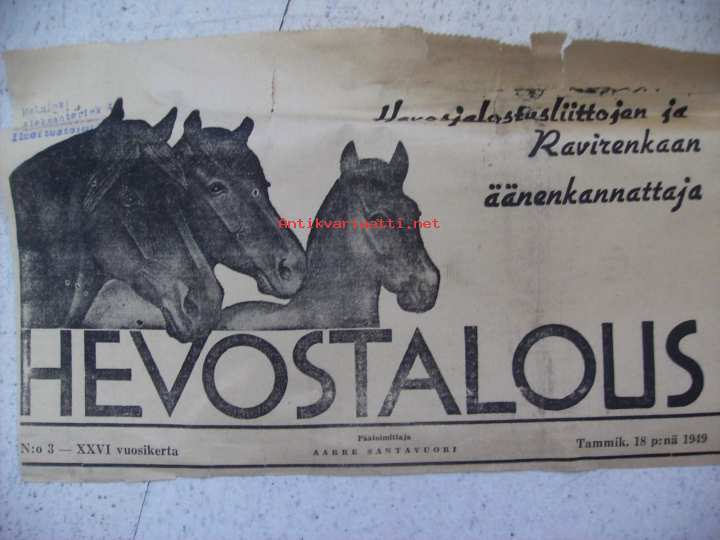 Hevosjalostusliittojen ja
Ravirenkaan
äänenkannattaja
Antikvariaatti.net
HEVOSTALOUS
N:o 3 — XXVI vuosikerta
Päätoimittaja
AARRE SANTAVUORI
Tammik. 18 p:nä 1949